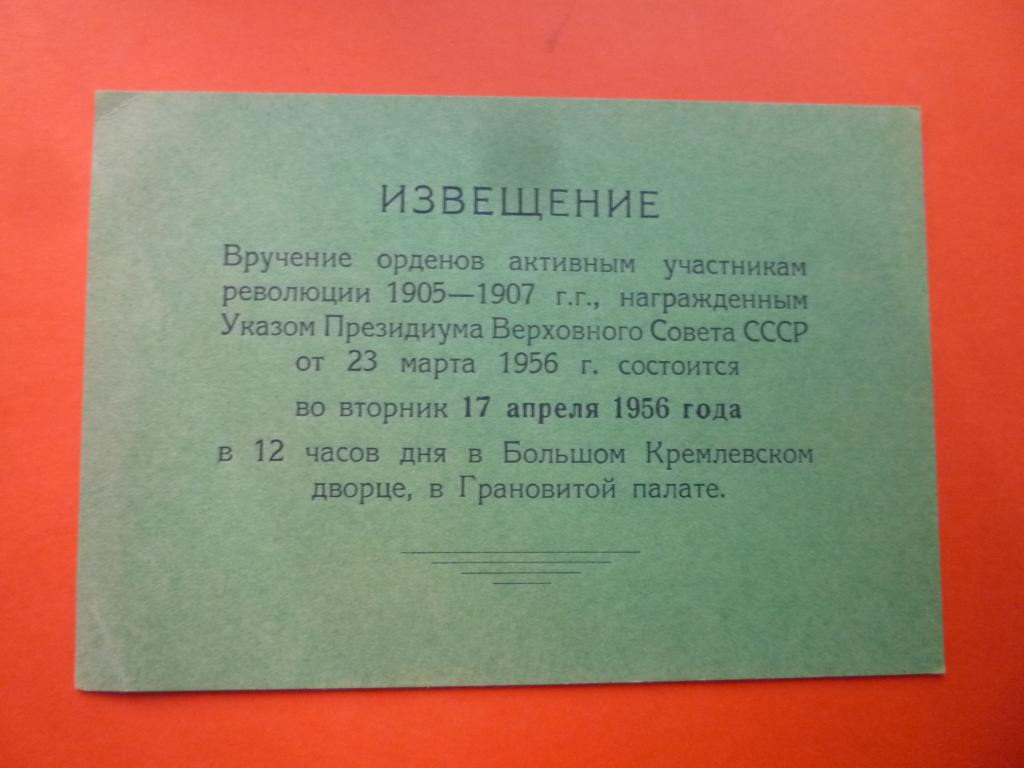 ИЗВЕЩЕНИЕ
Вручение орденов активным участникам
революции 1905—1907 г.г., награжденным
Указом Президиума Верховного Совета СССР
от 23 марта 1956 г. состоится
во вторник 17 апреля 1956 года
в 12 часов дня в Большом Кремлевском
дворце, в Грановитой палате.